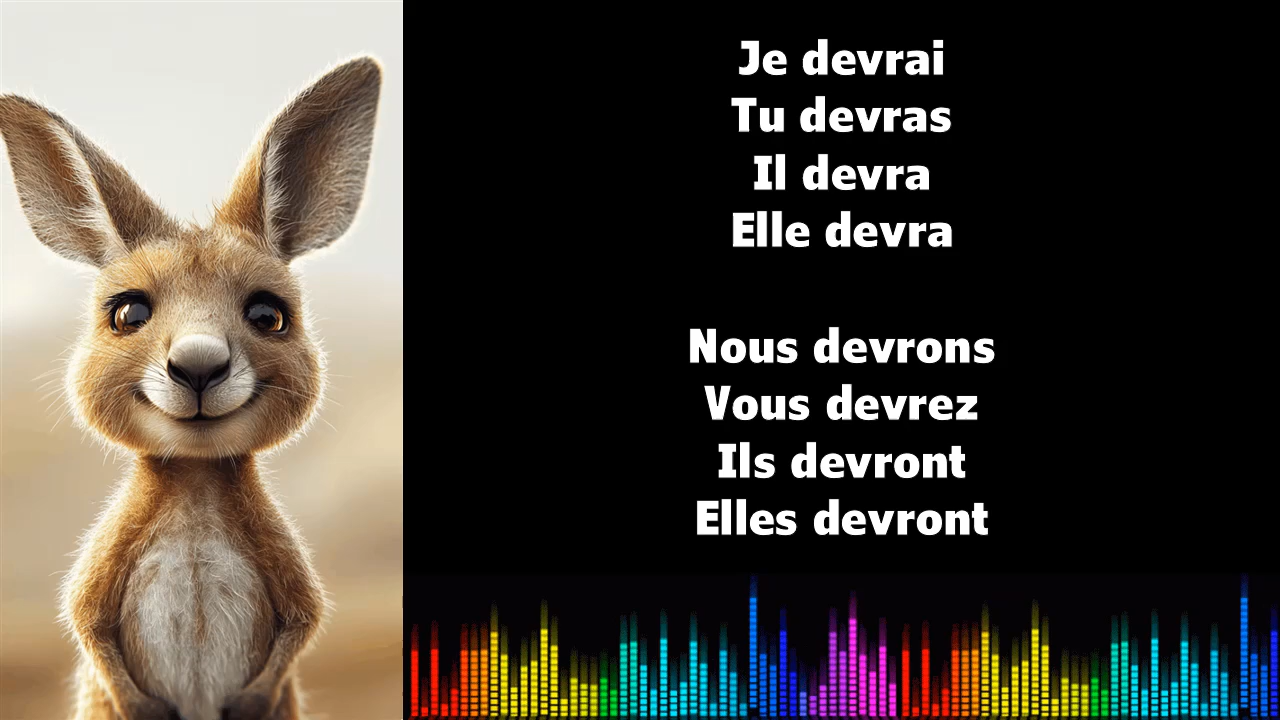 Je devrai
Tu devras
Il devra
Elle devra
Nous devrons
Vous devrez
Ils devront
Elles devront